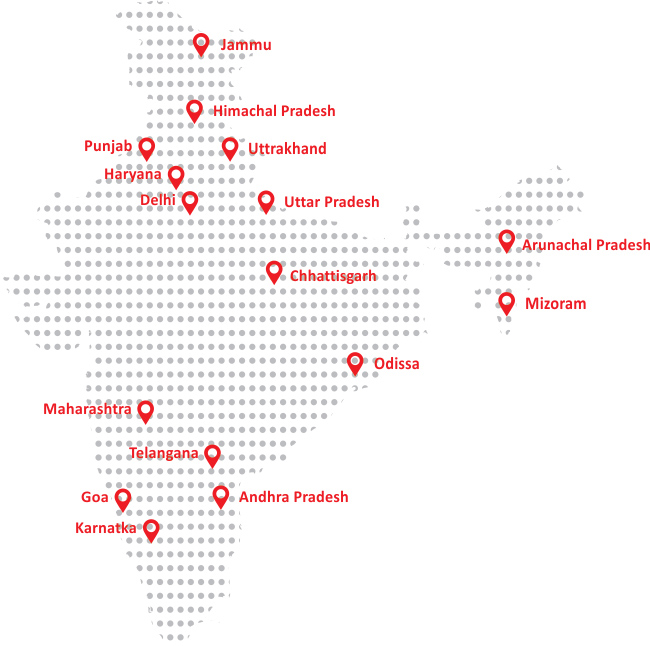 Jammu
Himachal Pradesh
Punjab
Uttrakhand
Haryana
Delhi
Uttar Pradesh
Arunachal Pradesh
Chhattisgarh
Mizoram
Odissa
Maharashtra
Telangana
Goa
Andhra Pradesh
Karnatka